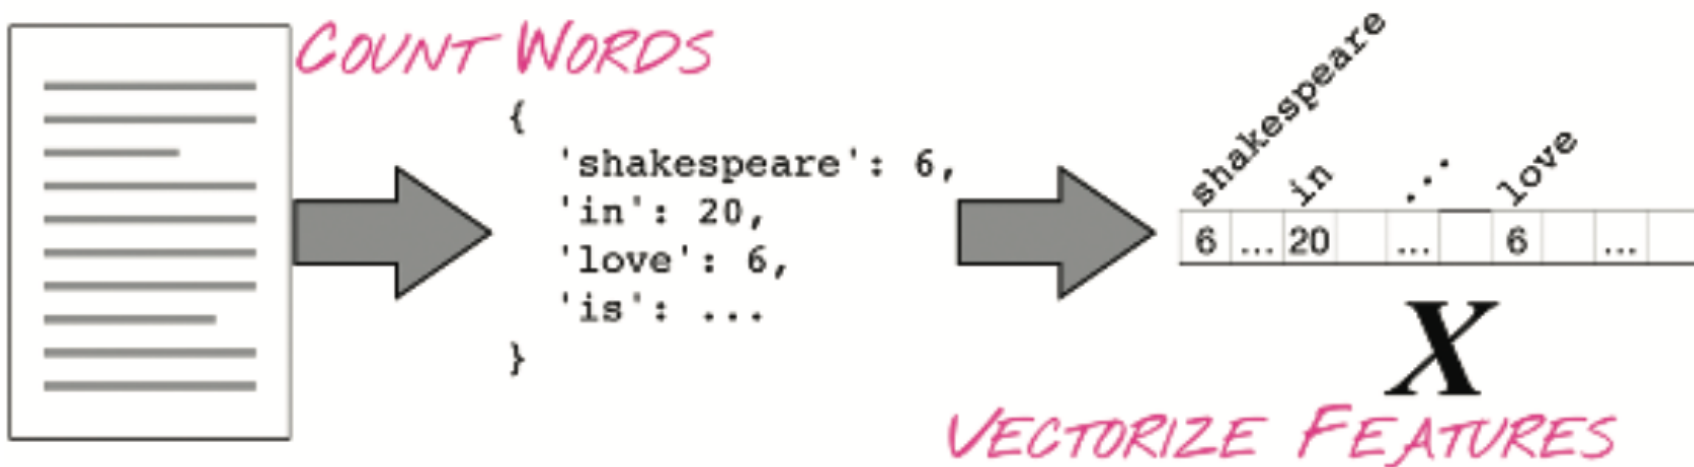 COUNT WORDS
{
'shakespeare': 6,
'in': 20,
'love': 6,
'is': ...
}
shakespeare in ... love
6 ... 20 ... 6 ...
X
VECTORIZE FEATURES